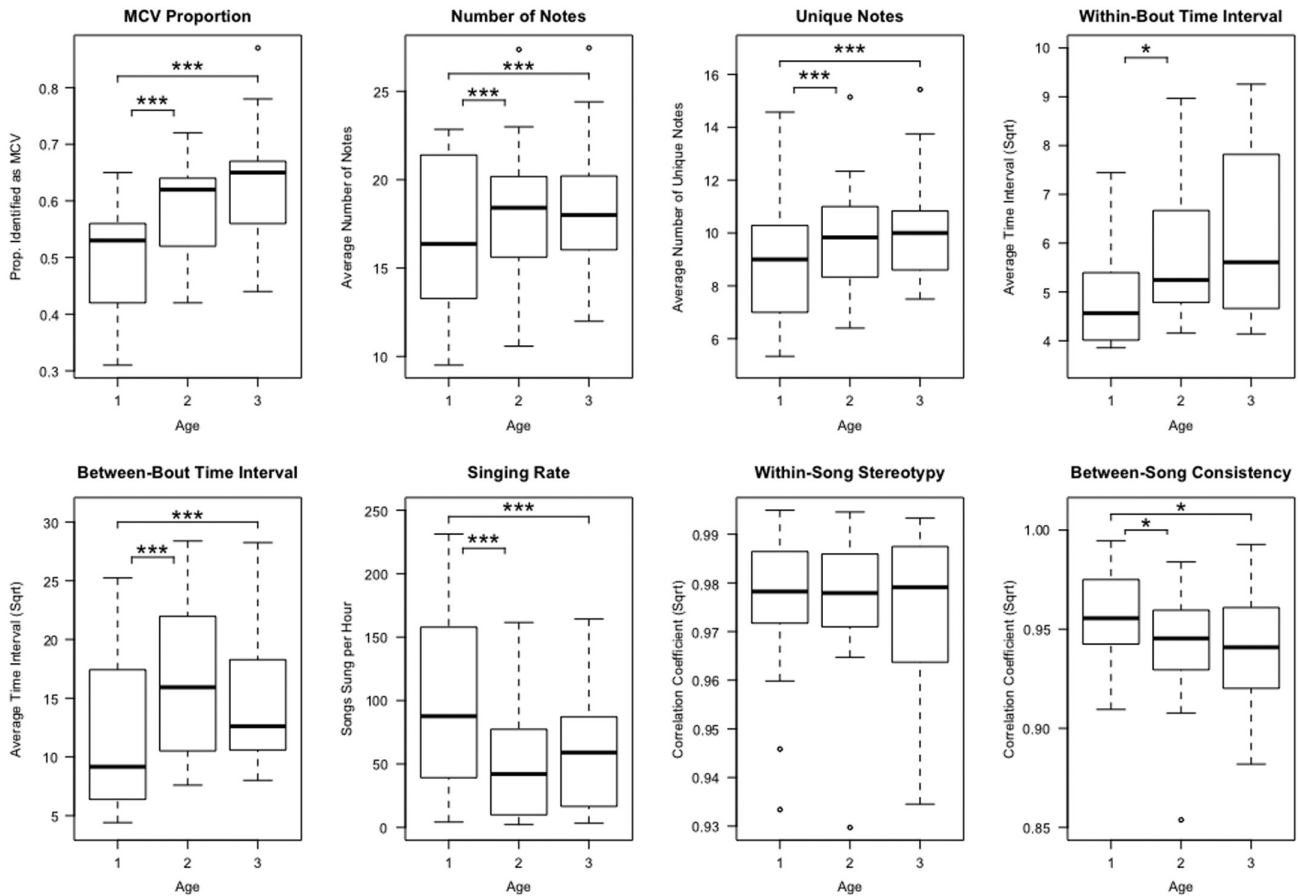 MCV Proportion
Prop. Identified as MCV
0.8
0.7
0.6
0.5
0.4
0.3
***
***
1 2 3
Age
Number of Notes
Average Number of Notes
25
20
15
10
***
***
1 2 3
Age
Unique Notes
Average Number of Unique Notes
16
14
12
10
8
6
***
***
1 2 3
Age
Within-Bout Time Interval
Average Time Interval (Sqrt)
10
9
8
7
6
5
4
*
1 2 3
Age
Between-Bout Time Interval
Average Time Interval (Sqrt)
30
25
20
15
10
5
***
***
1 2 3
Age
Singing Rate
Songs Sung per Hour
250
200
150
100
50
0
***
***
1 2 3
Age
Within-Song Stereotypy
Correlation Coefficient (Sqrt)
0.99
0.98
0.97
0.96
0.95
0.94
0.93
1 2 3
Age
Between-Song Consistency
Correlation Coefficient (Sqrt)
1.00
0.95
0.90
0.85
*
*
1 2 3
Age